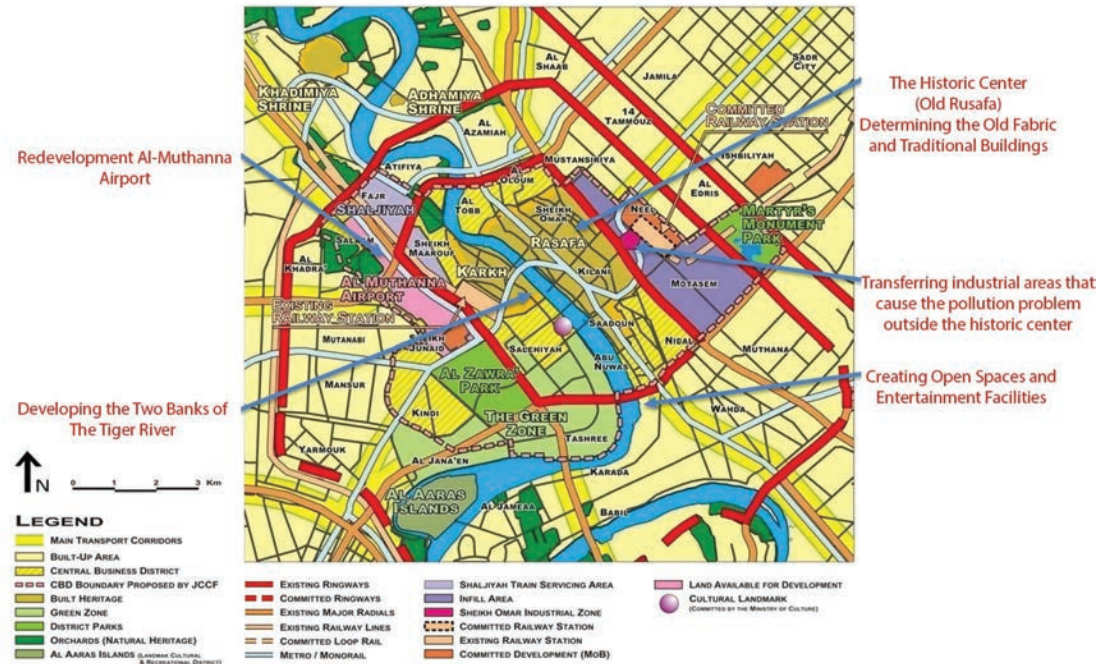 Redevelopment Al-Muthanna
Airport
Developing the Two Banks of
The Tiger River
The Historic Center
(Old Rusafa)
Determining the Old Fabric
and Traditional Buildings
Transferring industrial areas that
cause the pollution problem
outside the historic center
Creating Open Spaces and
Entertainment Facilities
AL
SHAAB
JAMILA
SADR
CITY
KHADIMIYA
SHRINE
ADHAMIYA
SHRINE
14
TAMMOUZ
COMMITTED
RAILWAY STATION
AL
AZAMIAH
ISHBILIYAH
ATIFIYA
MUSTANSIRIYA
AL
OLOUM
AL
EDRIS
FAJR
SHALJIYAH
AL
TOBB
SHEIKH
OMAR
NEEL
MARTYR'S
MONUMENT
PARK
SALAAM
SHEIKH
MAAROUF
RASAFA
AL
KHADRA
KARKH
KILANI
MOTASEM
AL MUTHANNA
AIRPORT
EXISTING
RAILWAY STATION
SAADOUN
MUTANABI
SHEIKH
JUNAID
SALEHIYAH
ABU
NUWAS
NIDAL
MUTHANA
MANSUR
AL ZAWRA
PARK
KINDI
THE GREEN
ZONE
WAHDA
YARMOUK
TASHREE
AL JANA'EN
KARADA
AL AARAS
ISLANDS
AL JAMEAA
BABIL
N
0 1 2 3 Km
LEGEND
MAIN TRANSPORT CORRIDORS
BUILT-UP AREA
CENTRAL BUSINESS DISTRICT
CBD BOUNDARY PROPOSED BY JCCF
BUILT HERITAGE
GREEN ZONE
DISTRICT PARKS
ORCHARDS (NATURAL HERITAGE)
AL AARAS ISLANDS (LANDMAK CULTURAL
& RECREATIONAL DISTRICT)
EXISTING RINGWAYS
COMMITTED RINGWAYS
EXISTING MAJOR RADIALS
EXISTING RAILWAY LINES
COMMITTED LOOP RAIL
METRO / MONORAIL
SHALJIYAH TRAIN SERVICING AREA
INFILL AREA
SHEIKH OMAR INDUSTRIAL ZONE
COMMITTED RAILWAY STATION
EXISTING RAILWAY STATION
COMMITTED DEVELOPMENT (MOB)
LAND AVAILABLE FOR DEVELOPMENT
CULTURAL LANDMARK
(COMMITTED BY THE MINISTRY OF CULTURE)